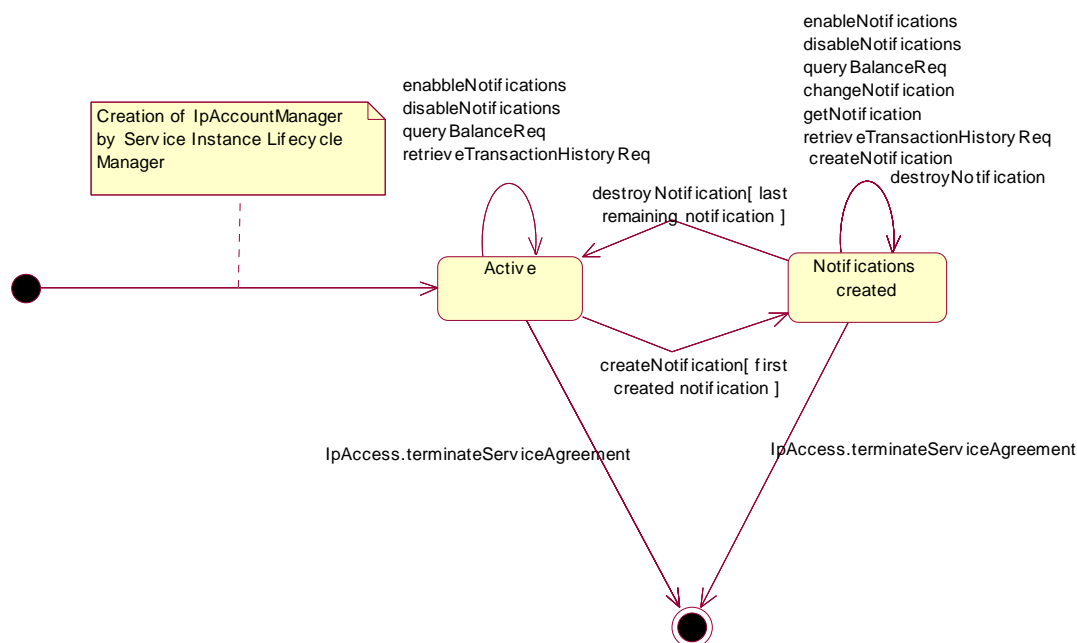 Creation of IpAccountManager
by Service Instance Lifecycle
Manager
enabbleNotifications
disableNotifications
queryBalanceReq
retrieveTransactionHistoryReq
enableNotifications
disableNotifications
queryBalanceReq
changeNotification
getNotification
retrieveTransactionHistoryReq
createNotification
destroyNotification
destroyNotification[ last
remaining notification ]
Active
Notifications
created
createNotification[ first
created notification ]
IpAccess.terminateServiceAgreement
IpAccess.terminateServiceAgreement